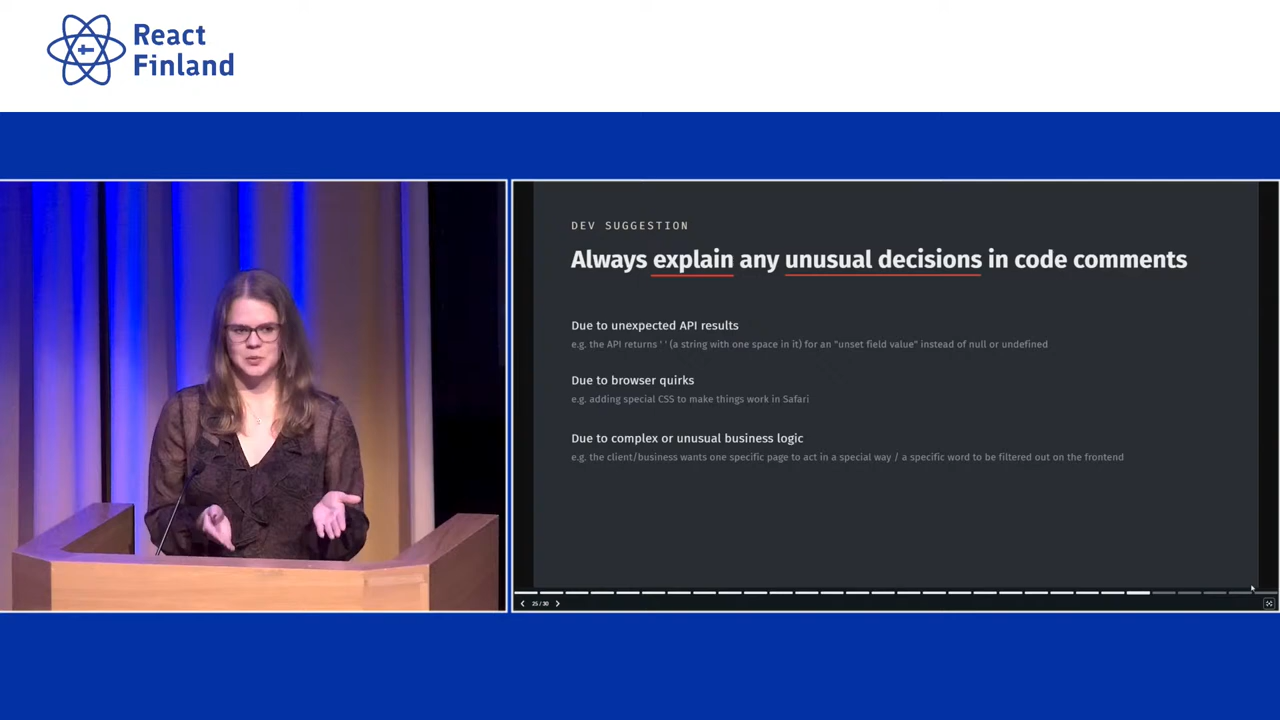 React
Finland
DEV SUGGESTION
Always explain any unusual decisions in code comments
Due to unexpected API results
e.g. the API returns ' ' (a string with one space in it) for an "unset field value" instead of null or undefined
Due to browser quirks
e.g. adding special CSS to make things work in Safari
Due to complex or unusual business logic
e.g. the client/business wants one specific page to act in a special way / a specific word to be filtered out on the frontend
25 / 30